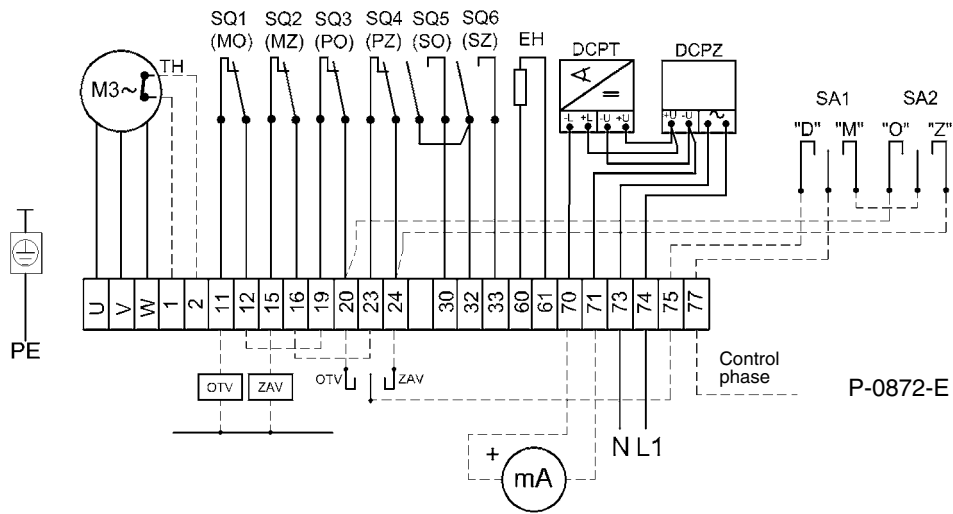 SQ1 SQ2 SQ3 SQ4 SQ5 SQ6
(MO) (MZ) (PO) (PZ) (SO) (SZ)
EH
DCPT
DCPZ
TH
M3~
A
=
-L +L -U +U
+U -U ~
SA1 SA2
"D" "M" "O" "Z"
U V W 1 2 11 12 15 16 19 20 23 24 30 32 33 60 61 70 71 73 74 75 77
PE
OTV ZAV
OTV ZAV
Control
phase
P-0872-E
N L1
+
mA